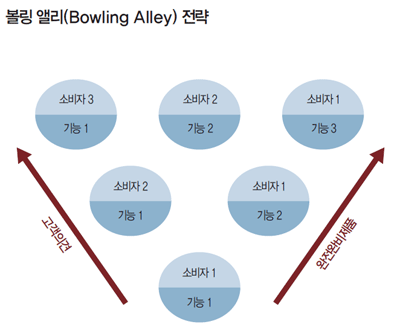 볼링 앨리(Bowling Alley) 전략
소비자 3
소비자 2
소비자 1
기능 1
기능 2
기능 3
소비자 2
소비자 1
기능 1
기능 2
고객의견
완전완비제품
소비자 1
기능 1